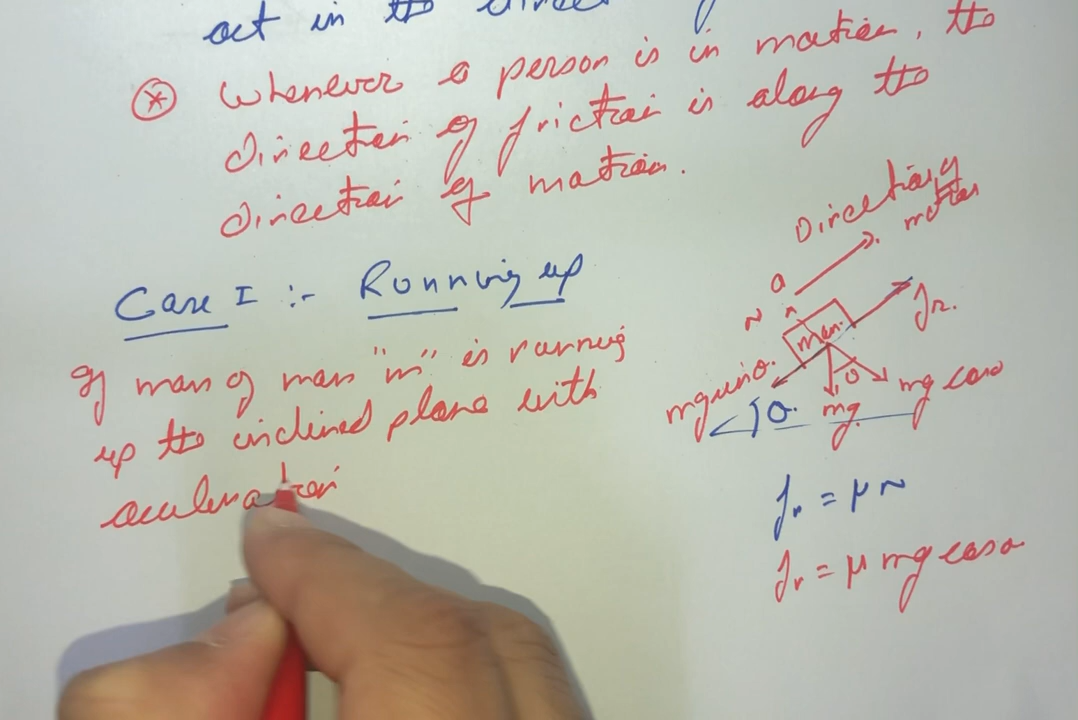 act in the direc
* Whenever a person is in motion, the
direction of friction is along the
direction of motion.
Case I :- Running up
If man of mass "m" is running
up the inclined plane with
acceleration
Direction of
motion
a
N
man.
fr.
mg sinθ.
θ
mg cosθ
θ.
mg.
fr = μN
fr = μ mg cosθ